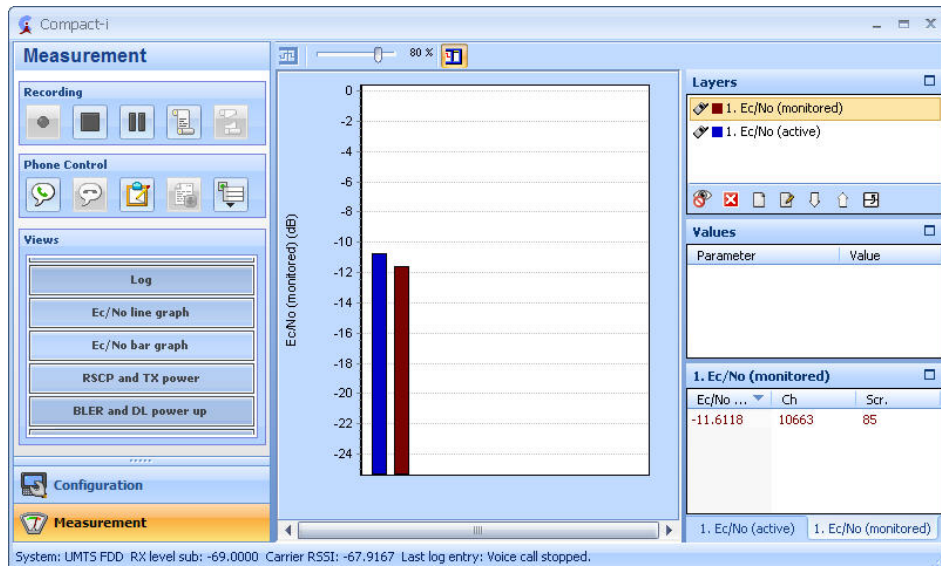 Compact-i
Measurement
80 %
Recording
Phone Control
Views
Log
Ec/No line graph
Ec/No bar graph
RSCP and TX power
BLER and DL power up
Configuration
Measurement
Ec/No (monitored) (dB)
0
-2
-4
-6
-8
-10
-12
-14
-16
-18
-20
-22
-24
Layers
1. Ec/No (monitored)
1. Ec/No (active)
Values
Parameter Value
1. Ec/No (monitored)
Ec/No ... Ch Scr.
-11.6118 10663 85
1. Ec/No (active) 1. Ec/No (monitored)
System: UMTS FDD RX level sub: -69.0000 Carrier RSSI: -67.9167 Last log entry: Voice call stopped.